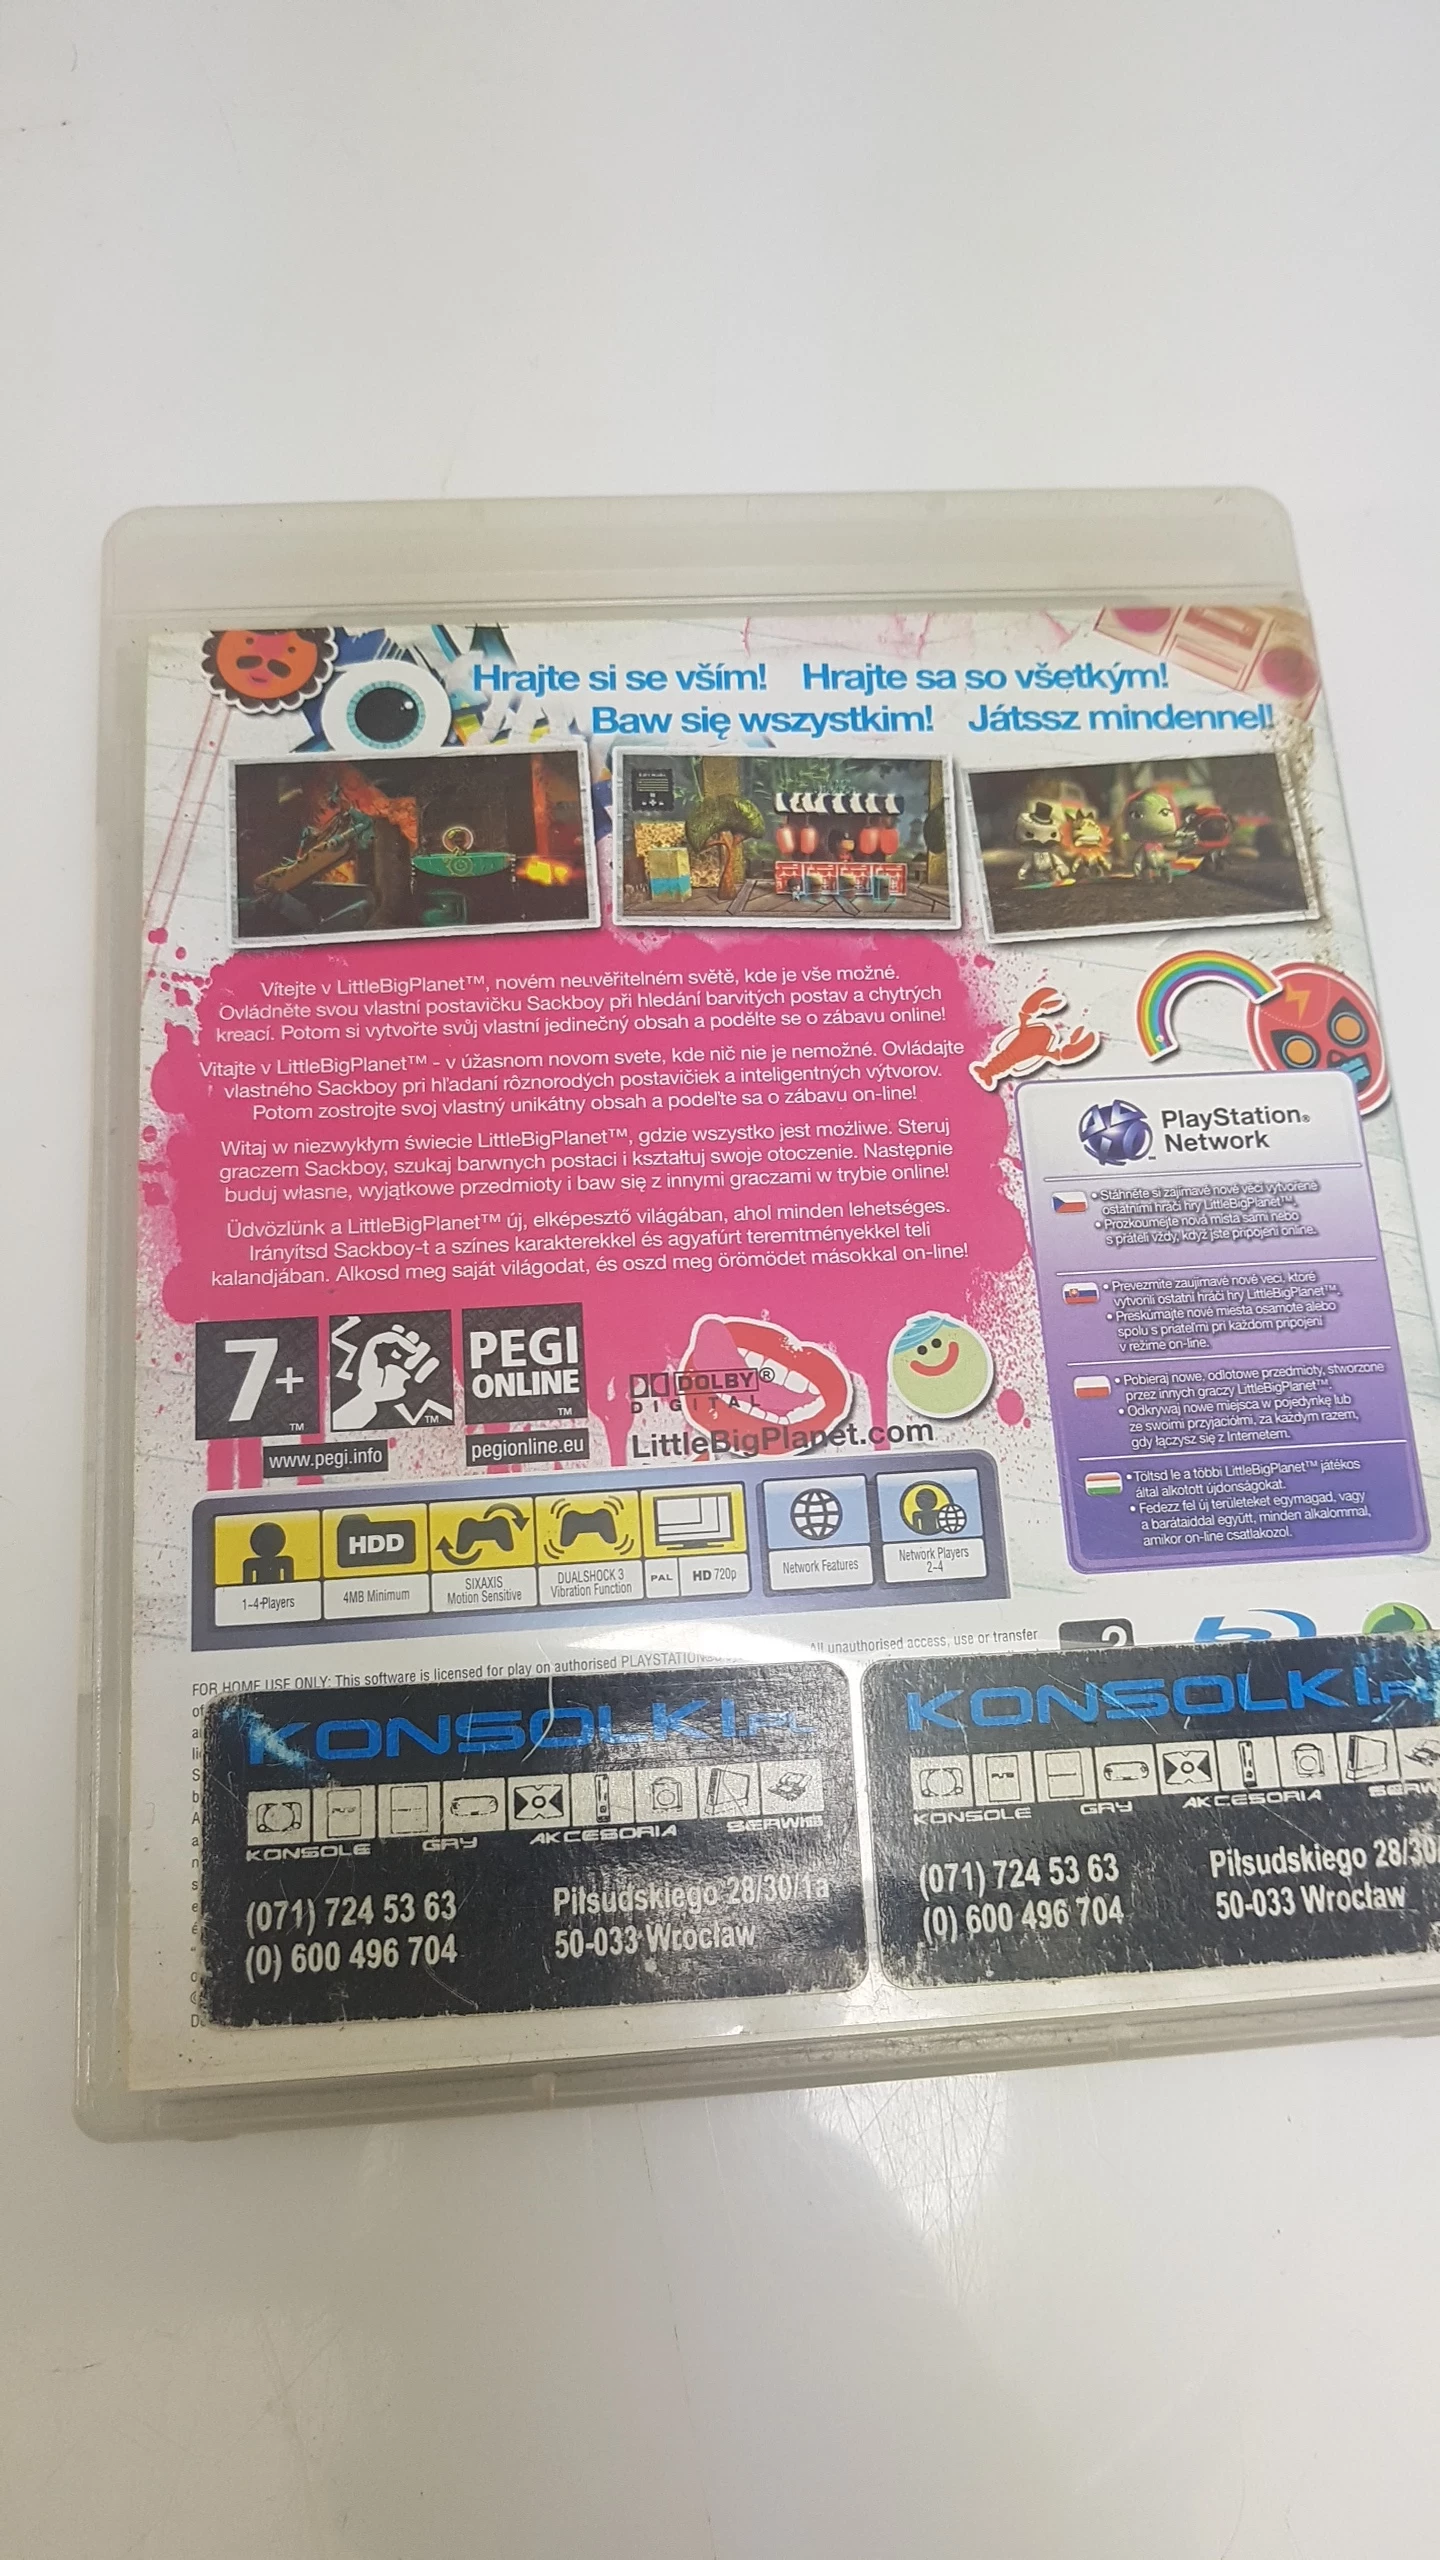 Hrajte si se vším! Hrajte sa so všetkým!
Baw się wszystkim! Játssz mindennel!
Vítejte v LittleBigPlanet™, novém neuvěřitelném světě, kde je vše možné.
Ovládněte svou vlastní postavičku Sackboy při hledání barvitých postav a chytrých
kreací. Potom si vytvořte svůj vlastní jedinečný obsah a podělte se o zábavu online!
Vitajte v LittleBigPlanet™ - v úžasnom novom svete, kde nič nie je nemožné. Ovládajte
vlastného Sackboy pri hľadaní rôznorodých postavičiek a inteligentných výtvorov.
Potom zostrojte svoj vlastný unikátny obsah a podeľte sa o zábavu on-line!
Witaj w niezwykłym świecie LittleBigPlanet™, gdzie wszystko jest możliwe. Steruj
graczem Sackboy, szukaj barwnych postaci i kształtuj swoje otoczenie. Następnie
buduj własne, wyjątkowe przedmioty i baw się z innymi graczami w trybie online!
Üdvözlünk a LittleBigPlanet™ új, elképesztő világában, ahol minden lehetséges.
Irányítsd Sackboy-t a színes karakterekkel és agyafúrt teremtményekkel teli
kalandjában. Alkosd meg saját világodat, és oszd meg örömödet másokkal on-line!
PlayStation®
Network
• Stáhněte si zajímavé nové věci vytvořené
ostatními hráči hry LittleBigPlanet™.
• Prozkoumejte nová místa sami nebo
s přáteli vždy, když jste připojeni online.
• Prevezmite zaujímavé nové veci, ktoré
vytvorili ostatní hráči hry LittleBigPlanet™.
• Preskúmajte nové miesta osamote alebo
spolu s priateľmi pri každom pripojení
v režime on-line.
• Pobieraj nowe, odlotowe przedmioty, stworzone
przez innych graczy LittleBigPlanet™.
• Odkrywaj nowe miejsca w pojedynkę lub
ze swoimi przyjaciółmi, za każdym razem,
gdy łączysz się z Internetem.
• Töltsd le a többi LittleBigPlanet™ játékos
által alkotott újdonságokat.
• Fedezz fel új területeket egymagad, vagy
a barátaiddal együtt, minden alkalommal,
amikor on-line csatlakozol.
7+ ™
™
PEGI
ONLINE
™
www.pegi.info
pegionline.eu
DOLBY®
DIGITAL
LittleBigPlanet.com
HDD
1-4 Players
4MB Minimum
SIXAXIS
Motion Sensitive
DUALSHOCK 3
Vibration Function
PAL
HD 720p
Network Features
Network Players
2-4
2
FOR HOME USE ONLY: This software is licensed for play on authorised PLAYSTATION
All unauthorised access, use or transfer
KONSOLKI.PL
KONSOLE GRY AKCESORIA SERWIS
(071) 724 53 63 Piłsudskiego 28/30/1a
(0) 600 496 704 50-033 Wrocław
KONSOLKI.P
KONSOLE GRY AKCESORIA SERW
(071) 724 53 63 Piłsudskiego 28/30
(0) 600 496 704 50-033 Wrocław